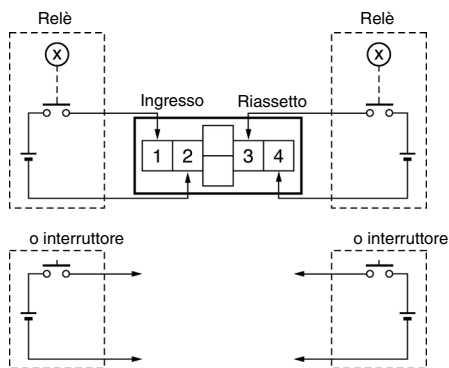 Relè Relè
X X
Ingresso Riassetto
1 2 3 4
o interruttore o interruttore